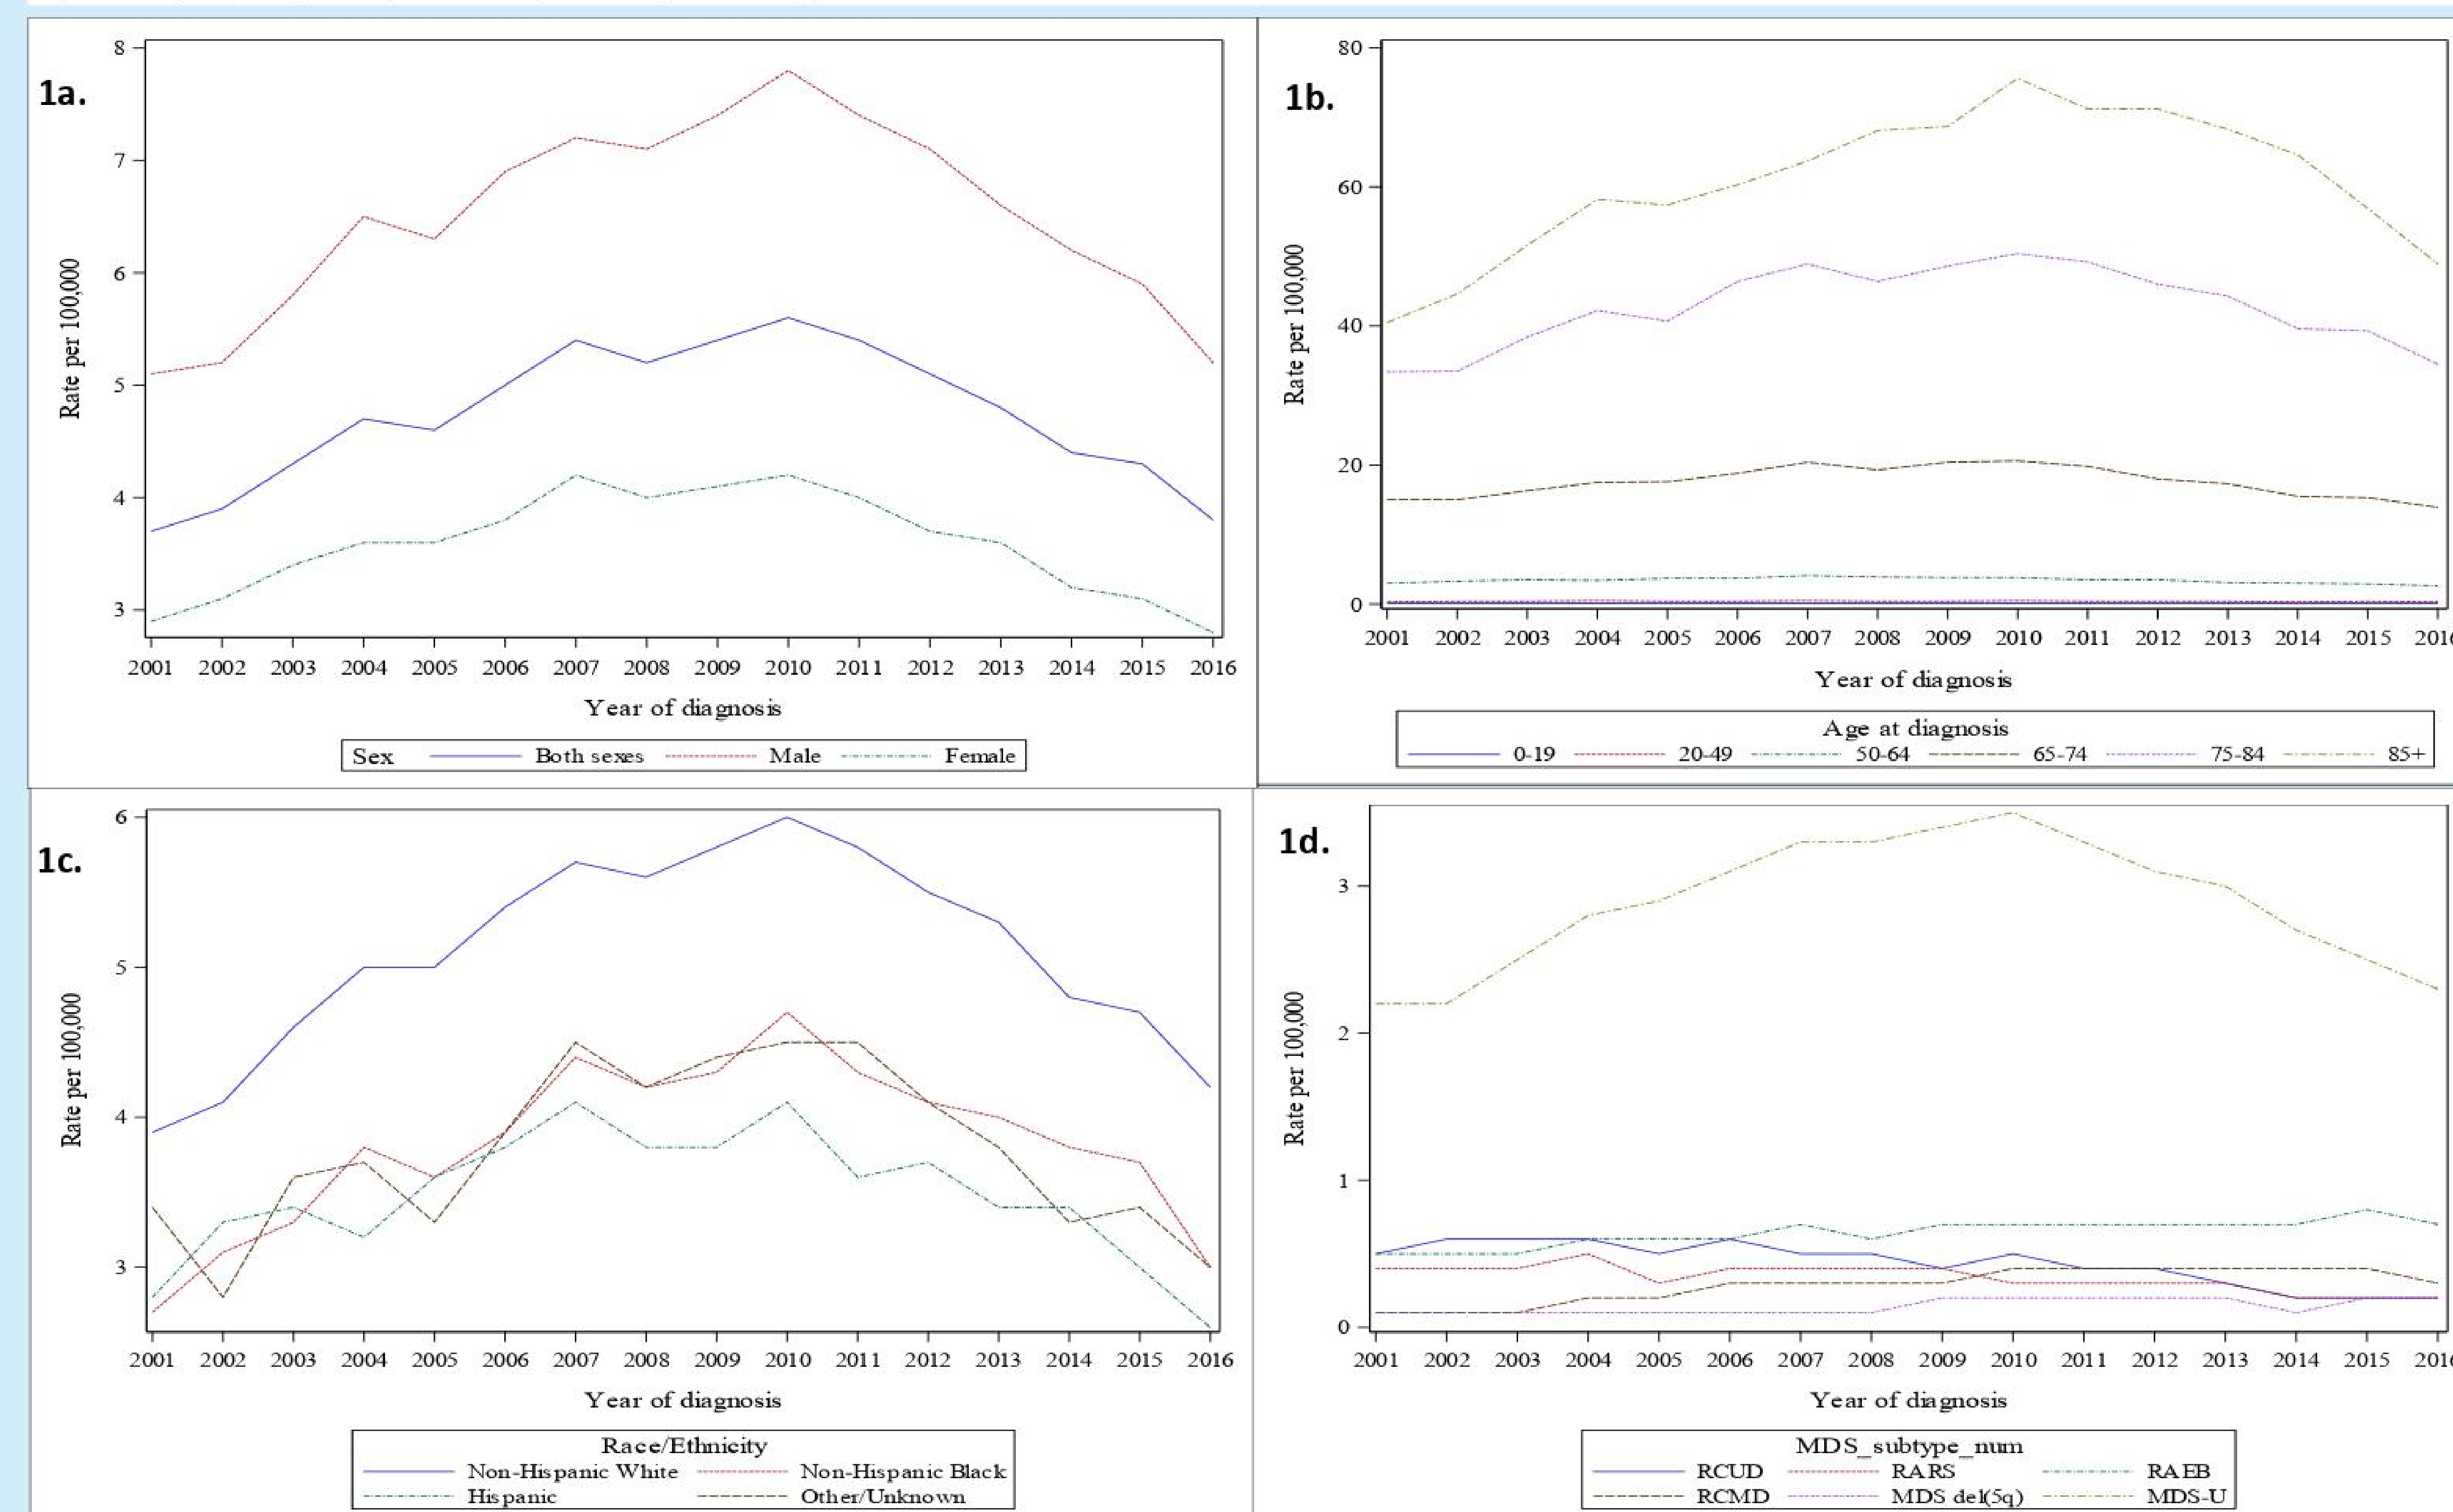 1a.
8
7
6
5
4
3
Rate per 100,000
2001 2002 2003 2004 2005 2006 2007 2008 2009 2010 2011 2012 2013 2014 2015 2016
Year of diagnosis
Sex Both sexes Male Female
1b.
80
60
40
20
0
Rate per 100,000
2001 2002 2003 2004 2005 2006 2007 2008 2009 2010 2011 2012 2013 2014 2015
Year of diagnosis
Age at diagnosis
0-19 20-49 50-64 65-74 75-84 85+
1c.
6
5
4
3
Rate per 100,000
2001 2002 2003 2004 2005 2006 2007 2008 2009 2010 2011 2012 2013 2014 2015 2016
Year of diagnosis
Race/Ethnicity
Non-Hispanic White Non-Hispanic Black
Hispanic Other/Unknown
1d.
3
2
1
0
Rate per 100,000
2001 2002 2003 2004 2005 2006 2007 2008 2009 2010 2011 2012 2013 2014 2015
Year of diagnosis
MDS_subtype_num
RCUD RARS RAEB
RCMD MDS del(5q) MDS-U